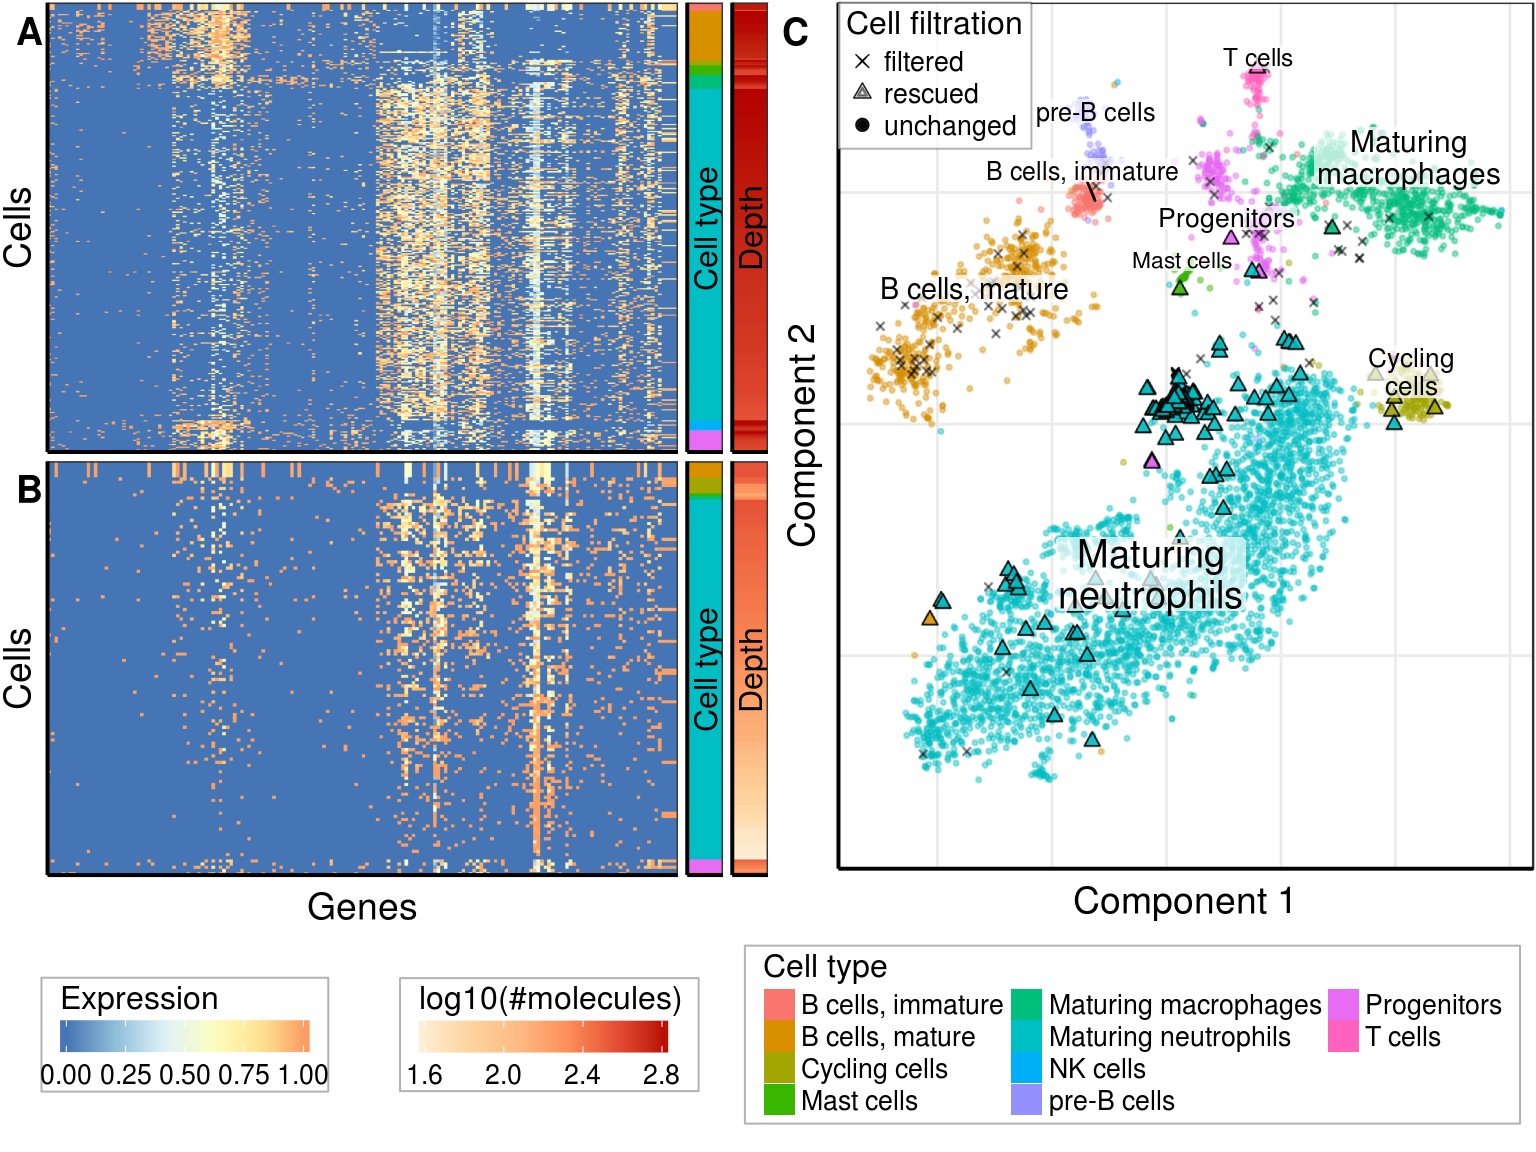 A
Cells
Cell type
Depth
B
Cells
Cell type
Depth
Genes
C
Cell filtration
filtered
rescued
unchanged
T cells
pre-B cells
Maturing
macrophages
B cells, immature
Progenitors
Mast cells
B cells, mature
Cycling
cells
Maturing
neutrophils
Component 2
Component 1
Expression
0.00 0.25 0.50 0.75 1.00
log10(#molecules)
1.6 2.0 2.4 2.8
Cell type
B cells, immature
B cells, mature
Cycling cells
Mast cells
Maturing macrophages
Maturing neutrophils
NK cells
pre-B cells
Progenitors
T cells